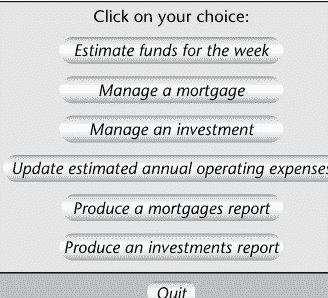 Click on your choice:
Estimate funds for the week
Manage a mortgage
Manage an investment
Update estimated annual operating expenses
Produce a mortgages report
Produce an investments report
Quit